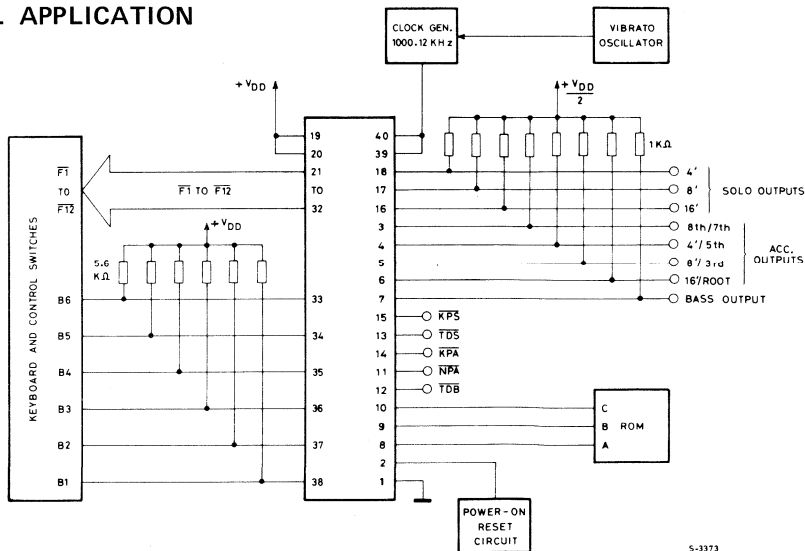 L APPLICATION
CLOCK GEN.
1000.12 KHz
VIBRATO
OSCILLATOR
+ VDD
+ VDD
2
19
20
21
TO
32
33
34
35
36
37
38
40
39
18
17
16
3
4
5
6
7
15
13
14
11
12
10
9
8
2
1
KEYBOARD AND CONTROL SWITCHES
F1
TO
F12
F1 TO F12
+ VDD
5.6
KΩ
B6
B5
B4
B3
B2
B1
1 KΩ
4'
8'
16'
SOLO OUTPUTS
8th/7th
4'/5th
8'/3rd
16'/ROOT
ACC.
OUTPUTS
BASS OUTPUT
KPS
TDS
KPA
NPA
TDB
C
B
A
ROM
POWER-ON
RESET
CIRCUIT
S-3373